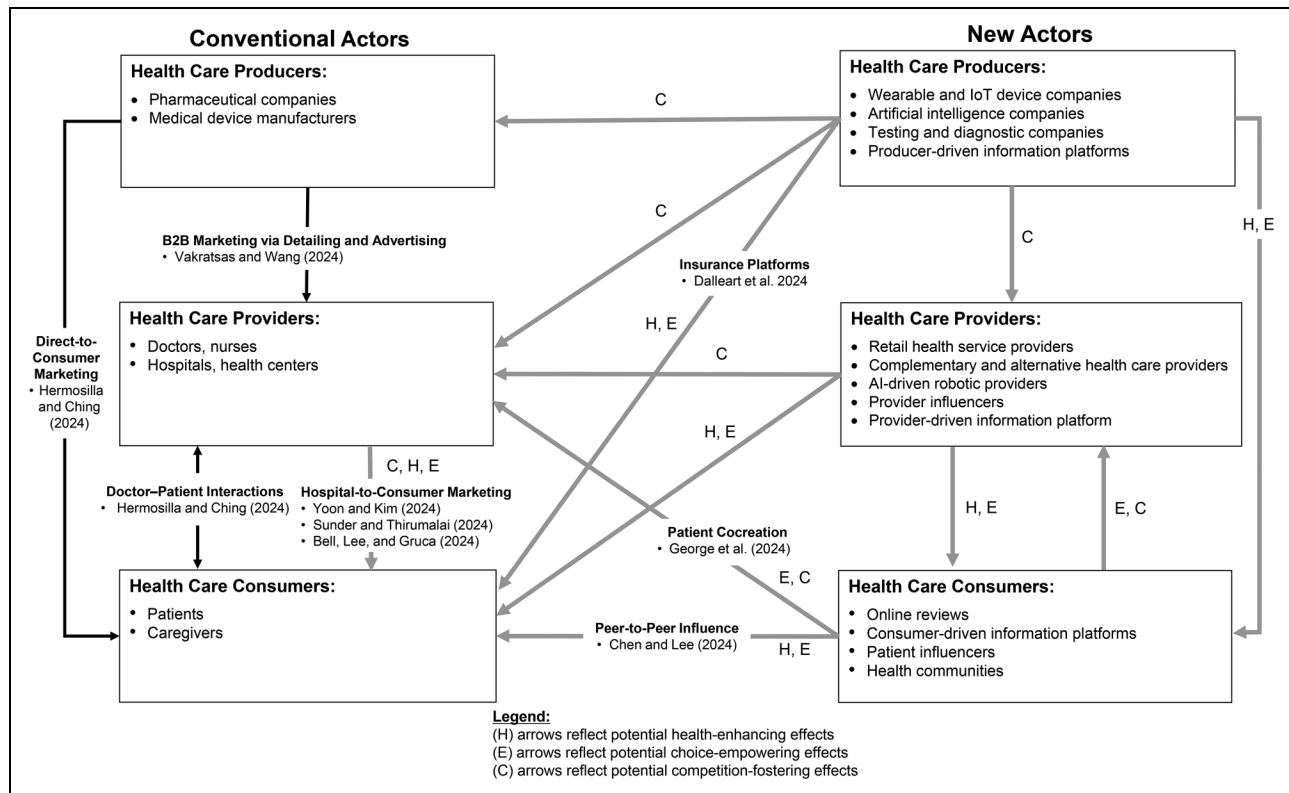 Conventional Actors
New Actors
Health Care Producers:
• Pharmaceutical companies
• Medical device manufacturers
Health Care Producers:
• Wearable and IoT device companies
• Artificial intelligence companies
• Testing and diagnostic companies
• Producer-driven information platforms
C
C
C
H, E
B2B Marketing via Detailing and Advertising
• Vakratsas and Wang (2024)
Insurance Platforms
• Dalleart et al. 2024
H, E
Direct-to-
Consumer
Marketing
• Hermosilla
and Ching
(2024)
Health Care Providers:
• Doctors, nurses
• Hospitals, health centers
C
Health Care Providers:
• Retail health service providers
• Complementary and alternative health care providers
• AI-driven robotic providers
• Provider influencers
• Provider-driven information platform
H, E
C, H, E
Doctor–Patient Interactions
• Hermosilla and Ching (2024)
Hospital-to-Consumer Marketing
• Yoon and Kim (2024)
• Sunder and Thirumalai (2024)
• Bell, Lee, and Gruca (2024)
H, E
E, C
Patient Cocreation
• George et al. (2024)
E, C
Health Care Consumers:
• Patients
• Caregivers
Peer-to-Peer Influence
• Chen and Lee (2024)
H, E
Health Care Consumers:
• Online reviews
• Consumer-driven information platforms
• Patient influencers
• Health communities
Legend:
(H) arrows reflect potential health-enhancing effects
(E) arrows reflect potential choice-empowering effects
(C) arrows reflect potential competition-fostering effects